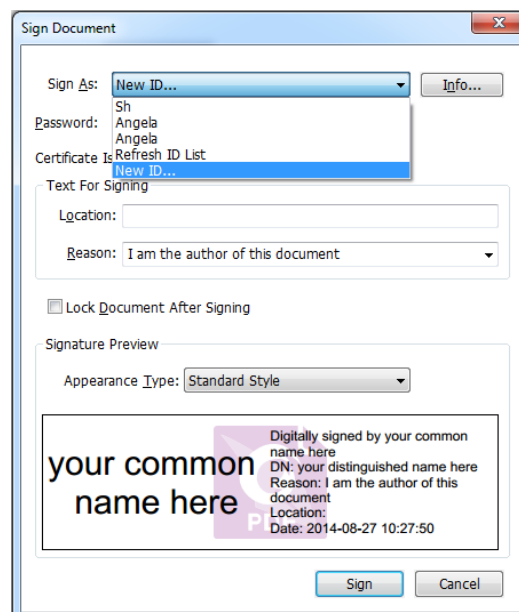 Sign Document
Sign As: New ID... Info...
Sh
Password: Angela
Angela
Certificate Is Refresh ID List
New ID...
Text For Signing
Location:
Reason: I am the author of this document
Lock Document After Signing
Signature Preview
Appearance Type: Standard Style
your common
name here
Digitally signed by your common
name here
DN: your distinguished name here
Reason: I am the author of this
document
Location:
Date: 2014-08-27 10:27:50
PDF
Sign Cancel